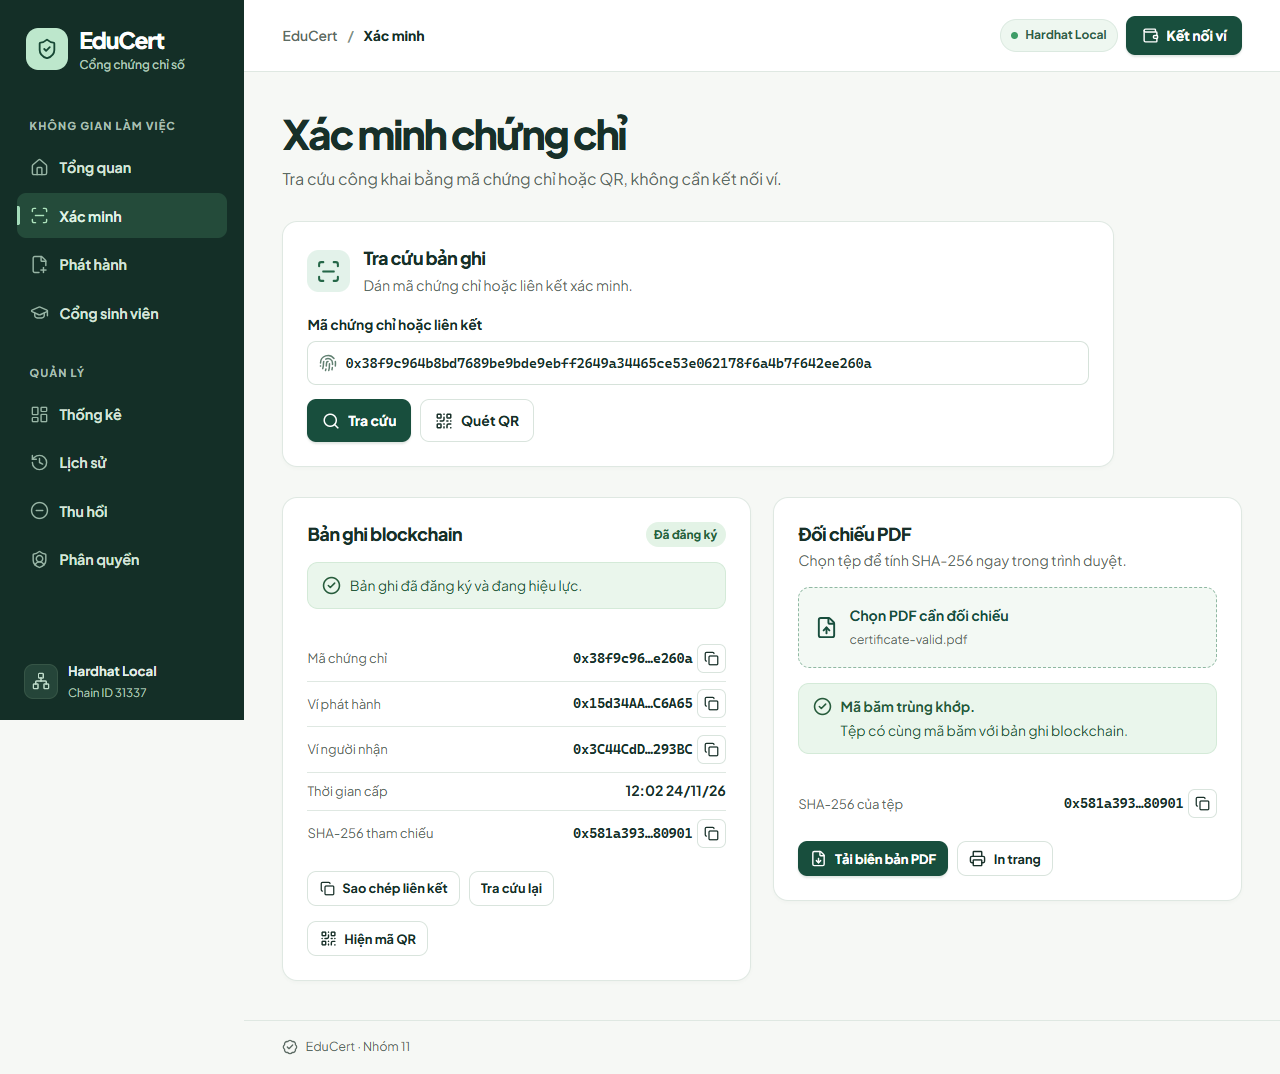 EduCert
Cổng chứng chỉ số
KHÔNG GIAN LÀM VIỆC
Tổng quan
Xác minh
Phát hành
Cổng sinh viên
QUẢN LÝ
Thống kê
Lịch sử
Thu hồi
Phân quyền
Hardhat Local
Chain ID 31337
EduCert / Xác minh
Hardhat Local
Kết nối ví
Xác minh chứng chỉ
Tra cứu công khai bằng mã chứng chỉ hoặc QR, không cần kết nối ví.
Tra cứu bản ghi
Dán mã chứng chỉ hoặc liên kết xác minh.
Mã chứng chỉ hoặc liên kết
0x38f9c964b8bd7689be9bde9ebff2649a34465ce53e062178f6a4b7f642ee260a
Tra cứu
Quét QR
Bản ghi blockchain
Đã đăng ký
Bản ghi đã đăng ký và đang hiệu lực.
Mã chứng chỉ 0x38f9c96…e260a
Ví phát hành 0x15d34AA…C6A65
Ví người nhận 0x3C44CdD…293BC
Thời gian cấp 12:02 24/11/26
SHA-256 tham chiếu 0x581a393…80901
Sao chép liên kết
Tra cứu lại
Hiện mã QR
Đối chiếu PDF
Chọn tệp để tính SHA-256 ngay trong trình duyệt.
Chọn PDF cần đối chiếu
certificate-valid.pdf
Mã băm trùng khớp.
Tệp có cùng mã băm với bản ghi blockchain.
SHA-256 của tệp 0x581a393…80901
Tải biên bản PDF
In trang
EduCert · Nhóm 11